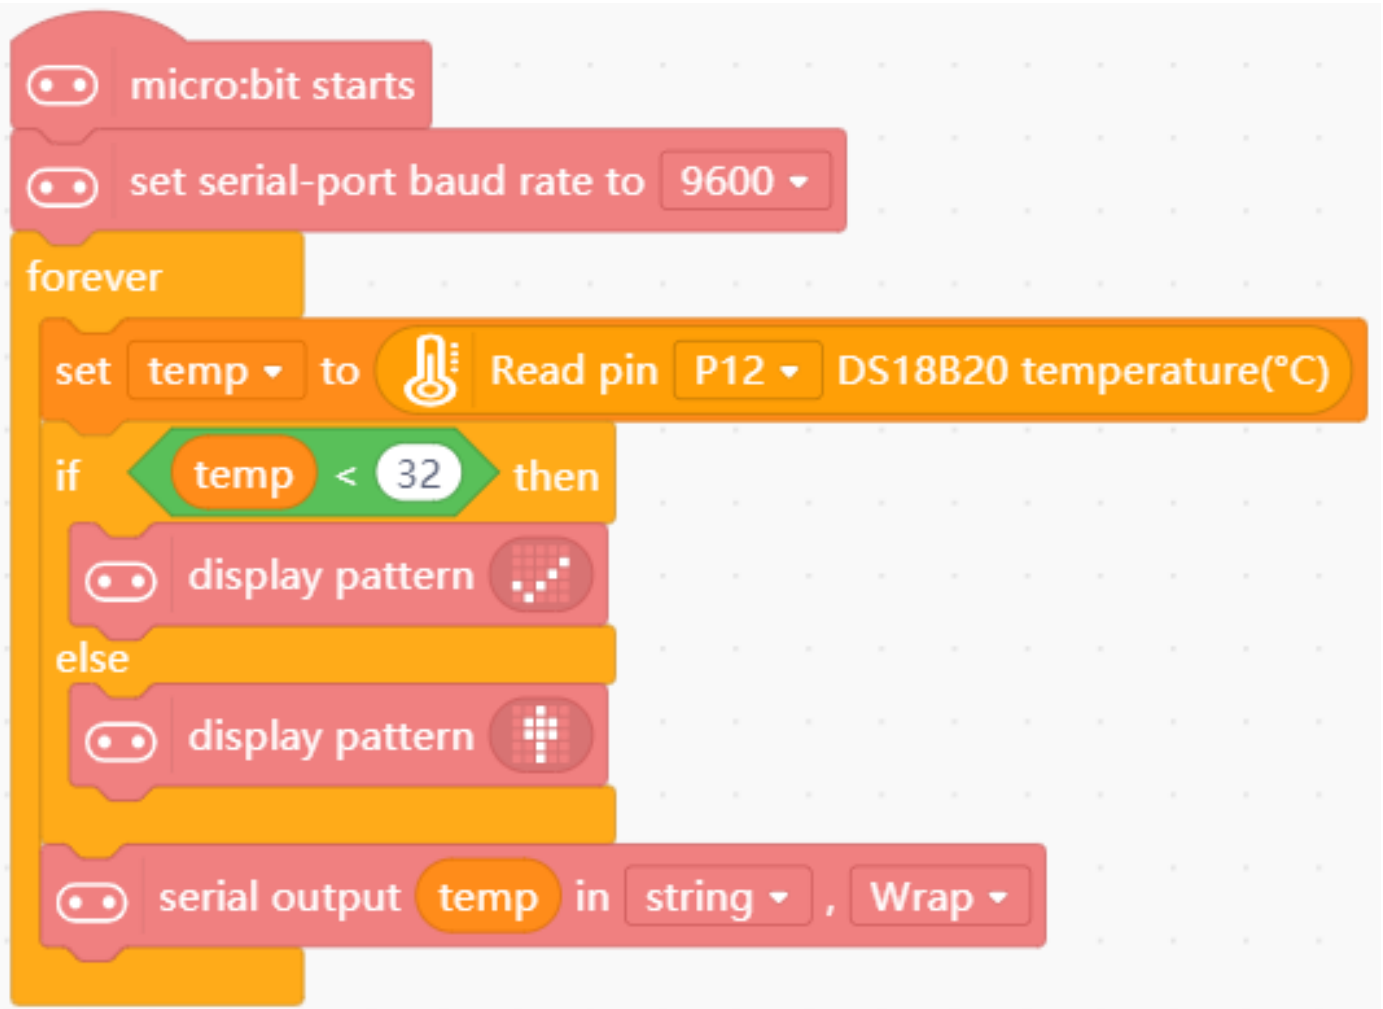 micro:bit starts
set serial-port baud rate to 9600
forever
set temp to Read pin P12 DS18B20 temperature(°C)
if temp < 32 then
display pattern
else
display pattern
serial output temp in string , Wrap